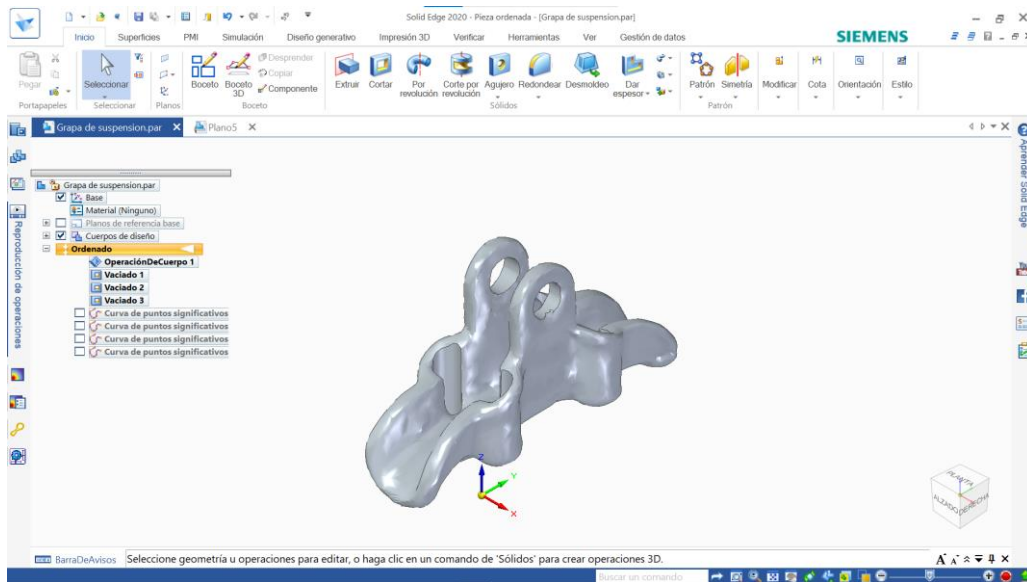 Solid Edge 2020 - Pieza ordenada - [Grapa de suspension.par]
Inicio Superficies PMI Simulación Diseño generativo Impresión 3D Verificar Herramientas Ver Gestión de datos SIEMENS
Pegar
Seleccionar
Boceto
Boceto 3D
Desprender
Copiar
Componente
Extruir
Cortar
Por revolución
Corte por revolución
Agujero
Redondear
Desmoldeo
Dar espesor
Patrón
Simetría
Modificar
Cota
Orientación
Estilo
Portapapeles Seleccionar Planos Boceto Sólidos Patrón
Grapa de suspension.par Plano5
Grapa de suspension.par
Base
Material (Ninguno)
Planos de referencia base
Cuerpos de diseño
Ordenado
OperaciónDeCuerpo 1
Vaciado 1
Vaciado 2
Vaciado 3
Curva de puntos significativos
Curva de puntos significativos
Curva de puntos significativos
Curva de puntos significativos
Reproducción de operaciones
Aprender Solid Edge
Z
Y
X
PLANTA
ALZADO
DERECHA
BarraDeAvisos Seleccione geometría u operaciones para editar, o haga clic en un comando de 'Sólidos' para crear operaciones 3D.
Buscar un comando